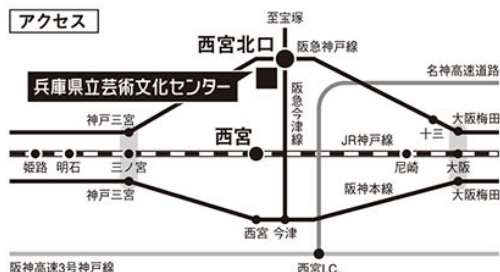 アクセス
至宝塚
西宮北口
阪急神戸線
兵庫県立芸術文化センター
名神高速道路
阪急今津線
神戸三宮
十三
大阪梅田
西宮
JR神戸線
姫路
明石
三ノ宮
尼崎
大阪
神戸三宮
阪神本線
大阪梅田
西宮
今津
阪神高速3号神戸線
西宮I.C.